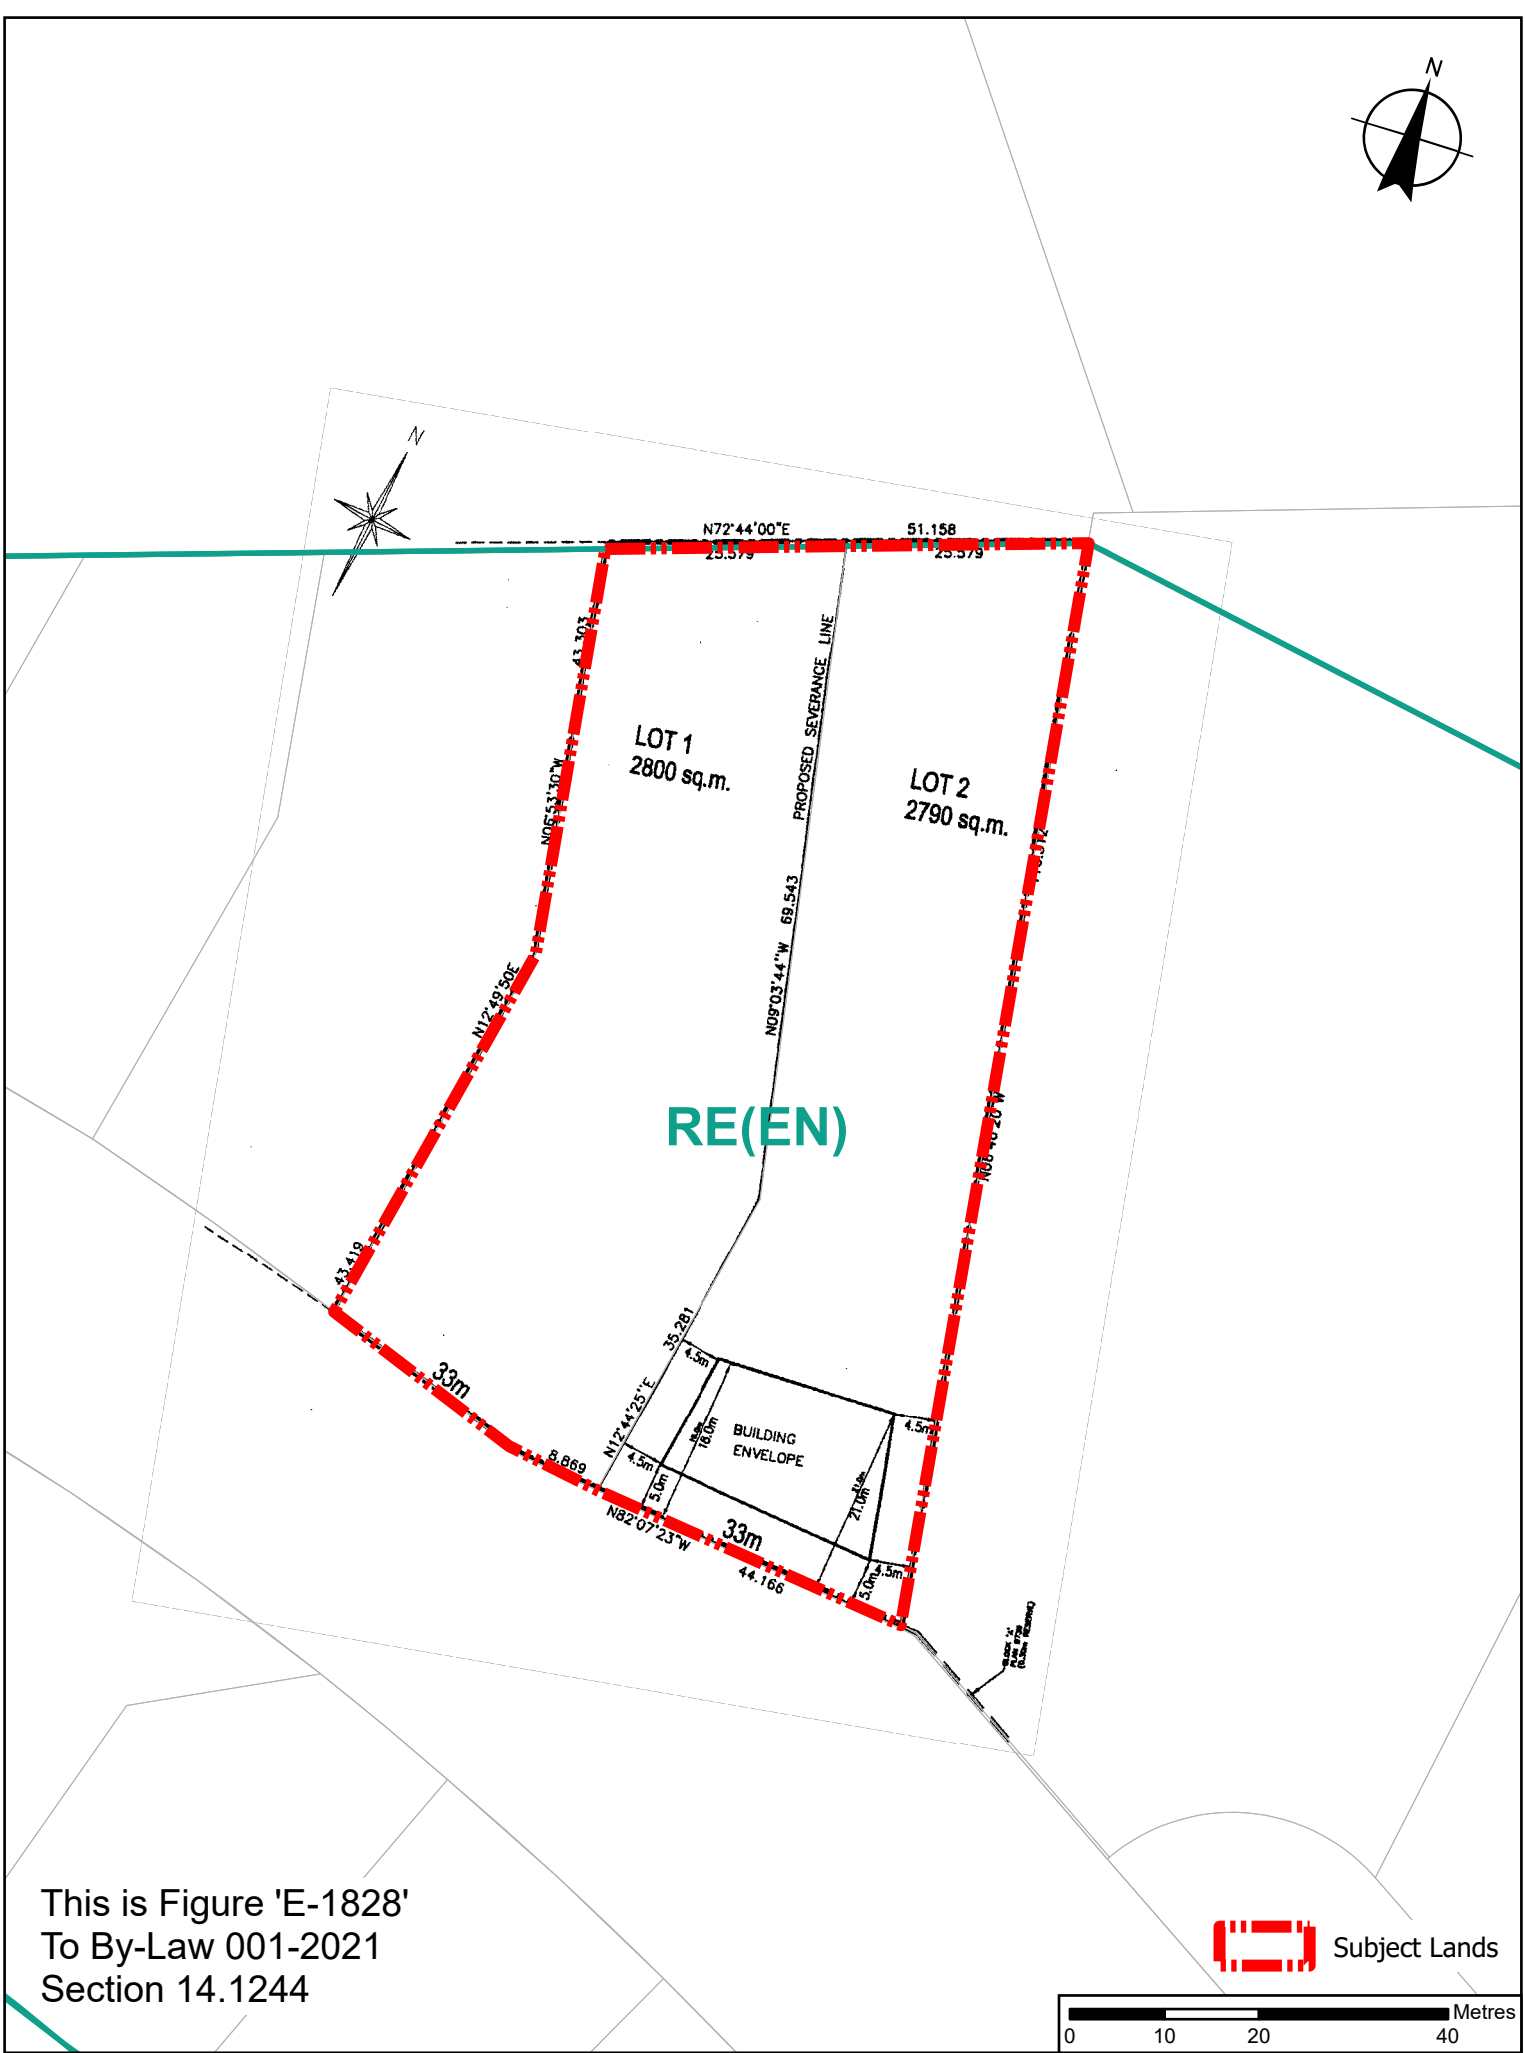 N
N
N72°44'00"E
51.158
25.579
25.579
43.303
PROPOSED SEVERANCE LINE
LOT 1
2800 sq.m.
LOT 2
2790 sq.m.
N06°53'30"W
69.543
N09°03'44"W
N12°49'50E
RE(EN)
43.419
35.281
4.5m
33m
N12°44'25"E
18.0m
BUILDING
ENVELOPE
4.5m
8.869
4.5m
5.0m
21.0m
N82°07'23"W
33m
44.166
4.5m
5.0m
BLOCK 'A'
This is Figure 'E-1828'
To By-Law 001-2021
Section 14.1244
Subject Lands
Metres
0 10 20 40